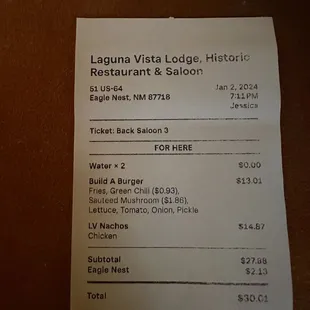 Laguna Vista Lodge, Historic
Restaurant & Saloon
51 US-64
Jan 2, 2024
Eagle Nest, NM 87718
7:11 PM
Jessica
Ticket: Back Saloon 3
FOR HERE
Water × 2 $0.00
Build A Burger $13.01
Fries, Green Chili ($0.93),
Sauteed Mushroom ($1.86),
Lettuce, Tomato, Onion, Pickle
LV Nachos $14.87
Chicken
Subtotal $27.88
Eagle Nest $2.13
Total $30.01